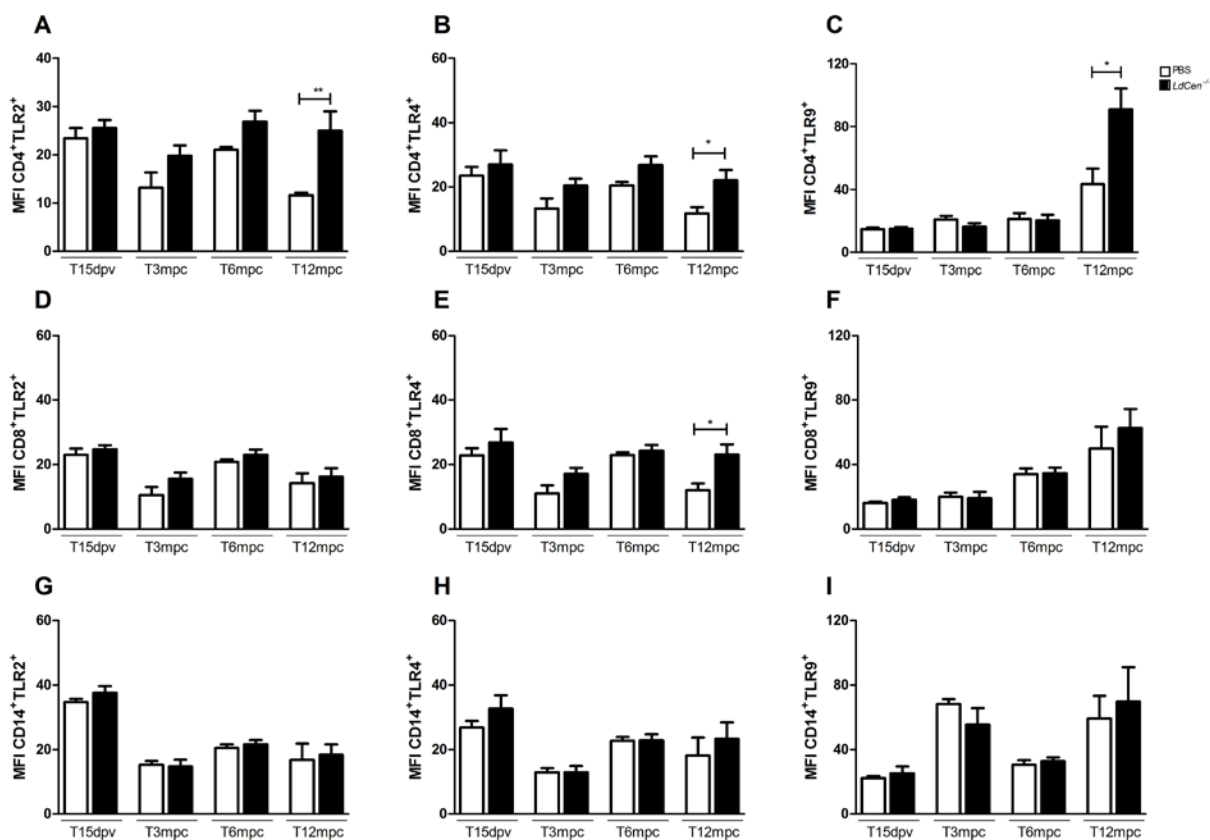 A
MFI CD4⁺TLR2⁺
40
30
20
10
0
**
T15dpv T3mpc T6mpc T12mpc
B
MFI CD4⁺TLR4⁺
60
40
20
0
*
T15dpv T3mpc T6mpc T12mpc
C
MFI CD4⁺TLR9⁺
120
80
40
0
*
T15dpv T3mpc T6mpc T12mpc
PBS
LdCen⁻/⁻
D
MFI CD8⁺TLR2⁺
60
40
20
0
T15dpv T3mpc T6mpc T12mpc
E
MFI CD8⁺TLR4⁺
60
40
20
0
*
T15dpv T3mpc T6mpc T12mpc
F
MFI CD8⁺TLR9⁺
120
80
40
0
T15dpv T3mpc T6mpc T12mpc
G
MFI CD14⁺TLR2⁺
60
40
20
0
T15dpv T3mpc T6mpc T12mpc
H
MFI CD14⁺TLR4⁺
60
40
20
0
T15dpv T3mpc T6mpc T12mpc
I
MFI CD14⁺TLR9⁺
120
80
40
0
T15dpv T3mpc T6mpc T12mpc